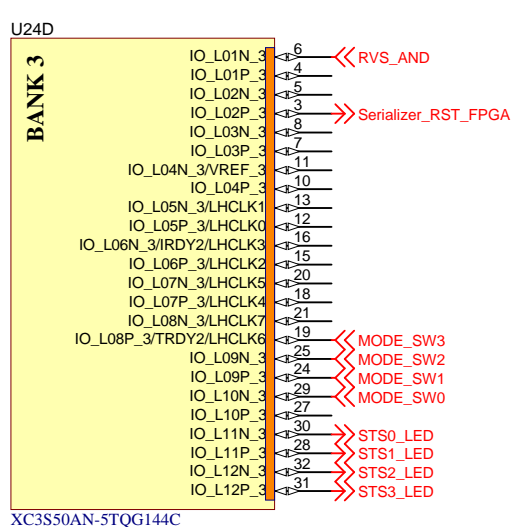 U24D
BANK 3
IO_L01N_3 6 RVS_AND
IO_L01P_3 4
IO_L02N_3 5
IO_L02P_3 3 Serializer_RST_FPGA
IO_L03N_3 8
IO_L03P_3 7
IO_L04N_3/VREF_3 11
IO_L04P_3 10
IO_L05N_3/LHCLK1 13
IO_L05P_3/LHCLK0 12
IO_L06N_3/IRDY2/LHCLK3 16
IO_L06P_3/LHCLK2 15
IO_L07N_3/LHCLK5 20
IO_L07P_3/LHCLK4 18
IO_L08N_3/LHCLK7 21
IO_L08P_3/TRDY2/LHCLK6 19 MODE_SW3
IO_L09N_3 25 MODE_SW2
IO_L09P_3 24 MODE_SW1
IO_L10N_3 29 MODE_SW0
IO_L10P_3 27
IO_L11N_3 30 STS0_LED
IO_L11P_3 28 STS1_LED
IO_L12N_3 32 STS2_LED
IO_L12P_3 31 STS3_LED
XC3S50AN-5TQG144C